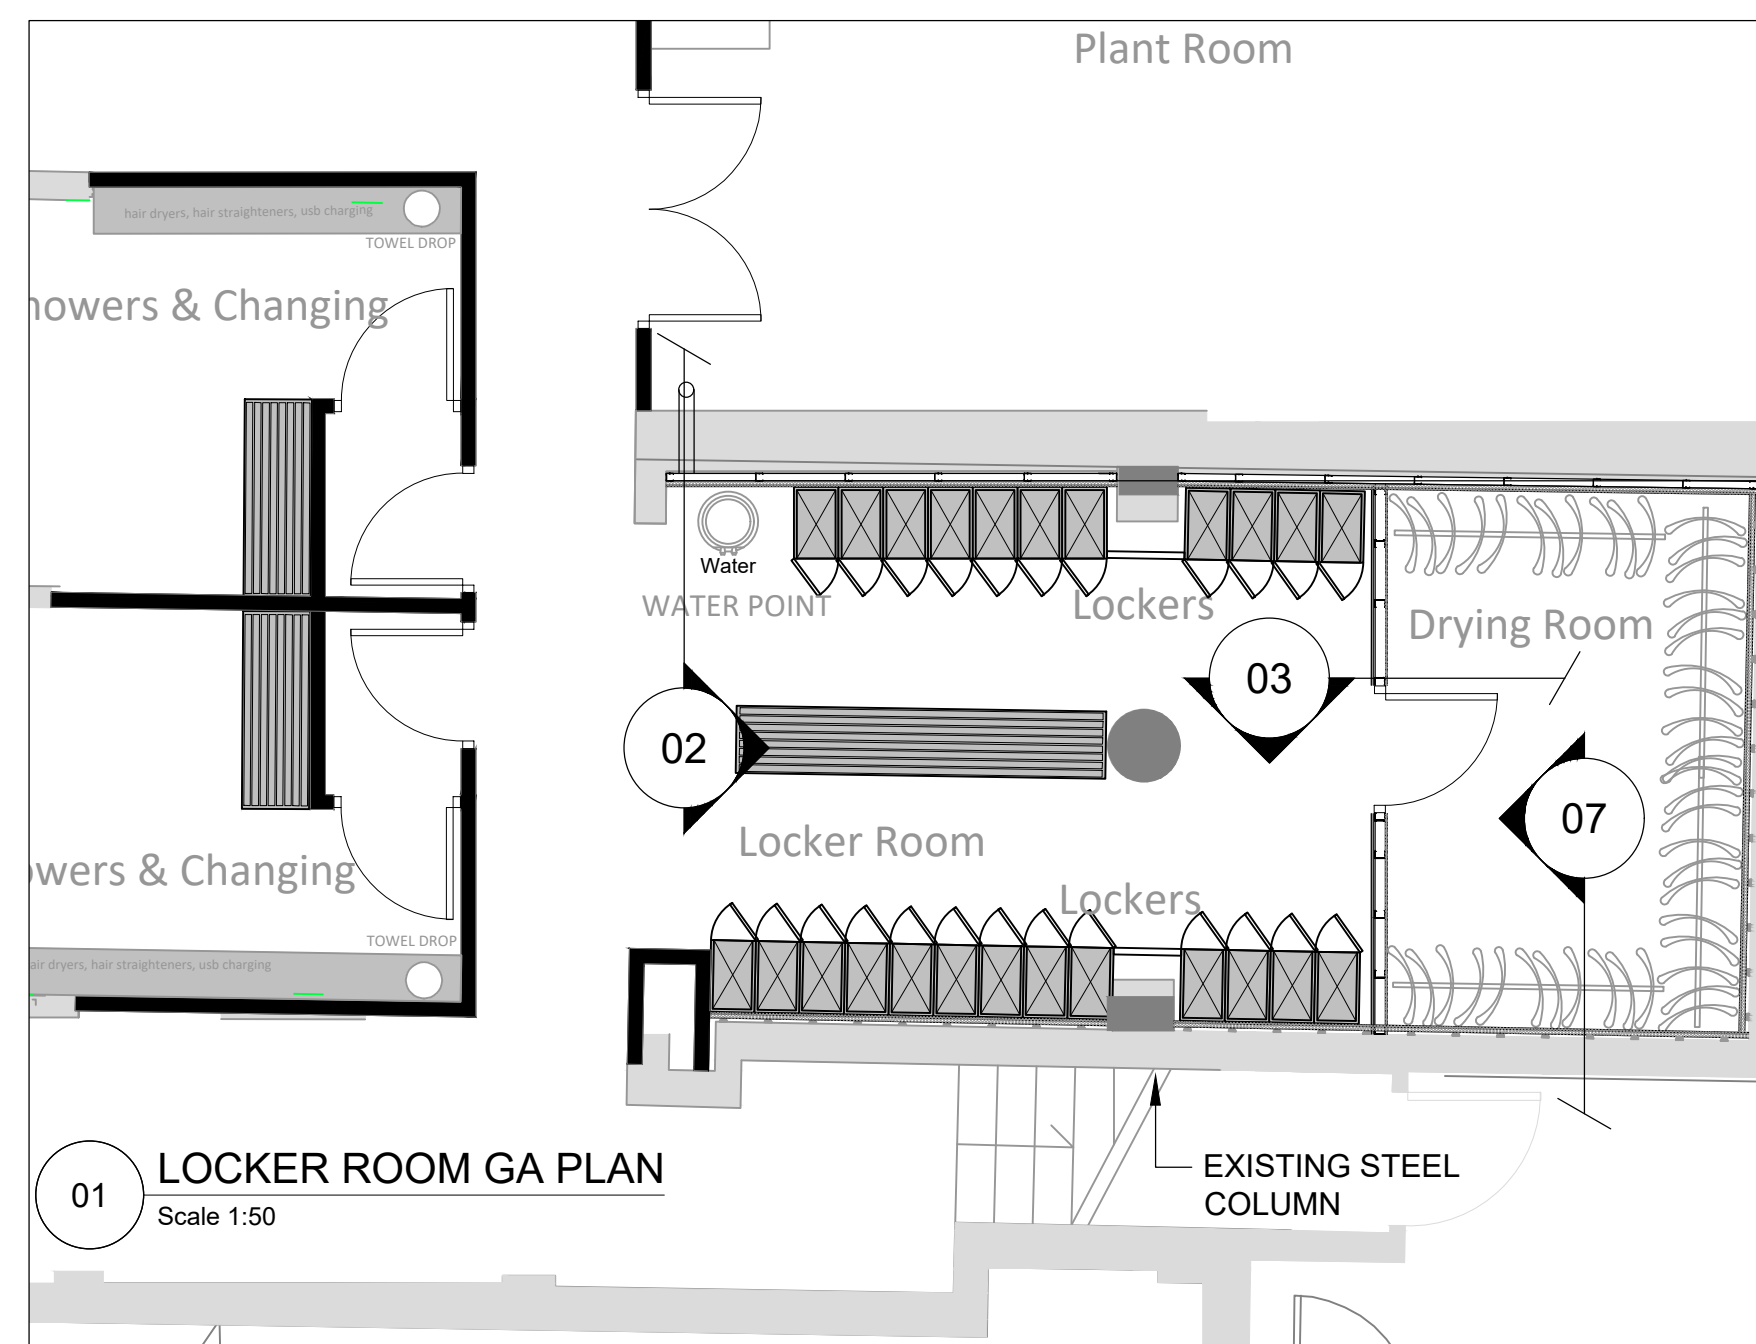 Plant Room
hair dryers, hair straighteners, usb charging
TOWEL DROP
howers & Changing
Water
WATER POINT
Lockers
Drying Room
03
02
07
Locker Room
owers & Changing
Lockers
TOWEL DROP
air dryers, hair straighteners, usb charging
01
LOCKER ROOM GA PLAN
Scale 1:50
EXISTING STEEL
COLUMN